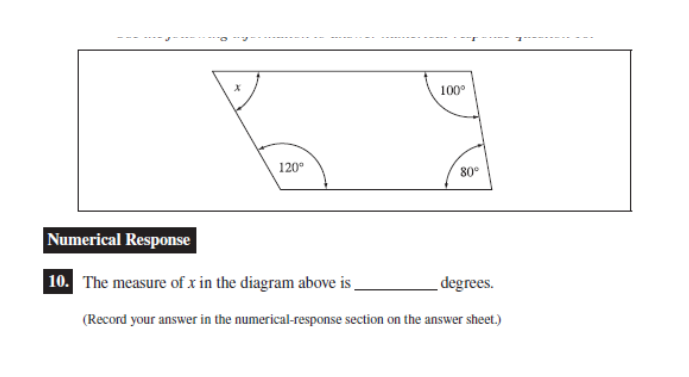 x
100°
120°
80°
Numerical Response
10. The measure of x in the diagram above is __________ degrees.
(Record your answer in the numerical-response section on the answer sheet.)